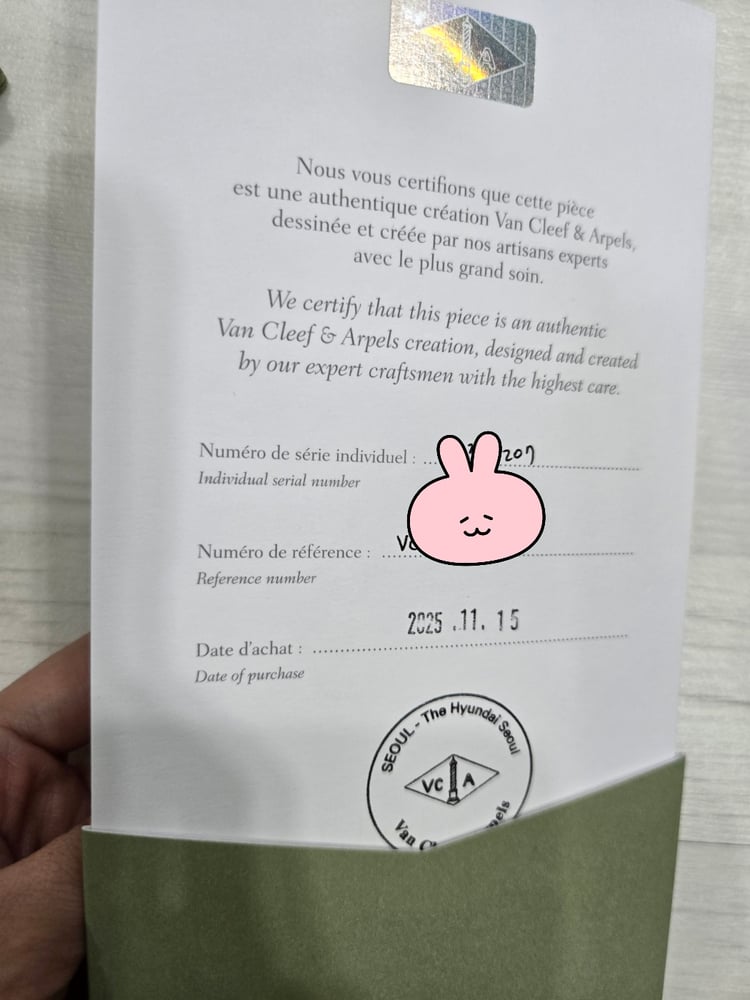 Nous vous certifions que cette pièce
est une authentique création Van Cleef & Arpels,
dessinée et créée par nos artisans experts
avec le plus grand soin.
We certify that this piece is an authentic
Van Cleef & Arpels creation, designed and created
by our expert craftsmen with the highest care.
Numéro de série individuel : 207
Individual serial number
Numéro de référence : VC
Reference number
2025.11.15
Date d'achat :
Date of purchase
SEOUL - The Hyundai Seoul
VC A
Van